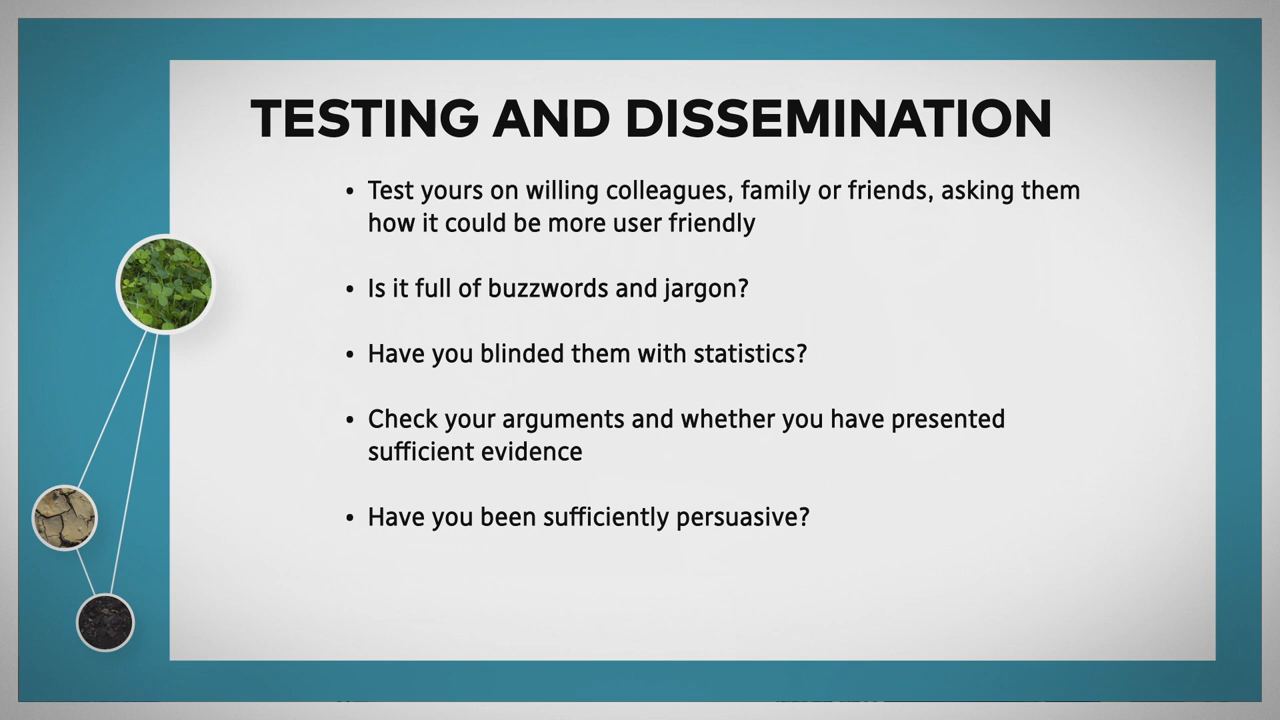 TESTING AND DISSEMINATION
• Test yours on willing colleagues, family or friends, asking them
how it could be more user friendly
• Is it full of buzzwords and jargon?
• Have you blinded them with statistics?
• Check your arguments and whether you have presented
sufficient evidence
• Have you been sufficiently persuasive?